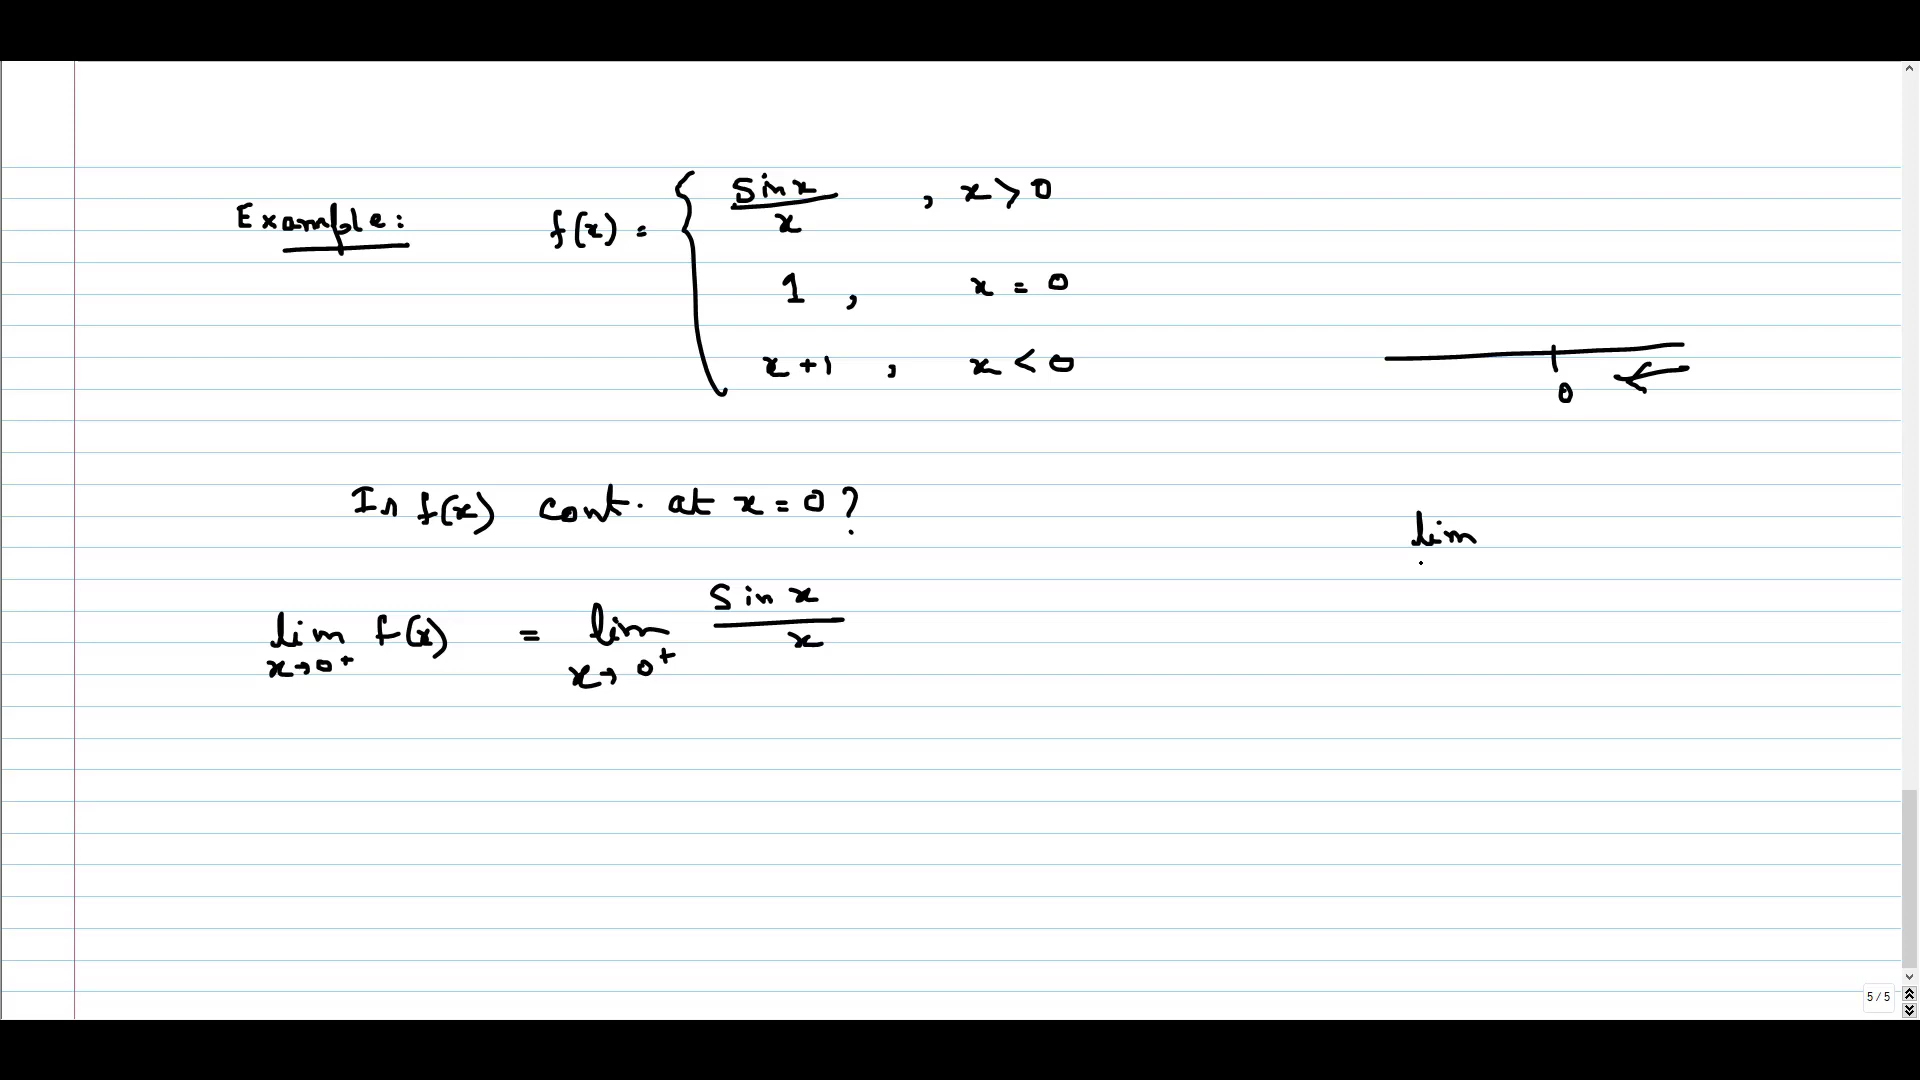 Example: f(x) = { sin x / x , x > 0
1 , x = 0
x + 1 , x < 0
0
Is f(x) cont. at x = 0 ?
lim
lim x→0+ f(x) = lim x→0+ sin x / x
5 / 5